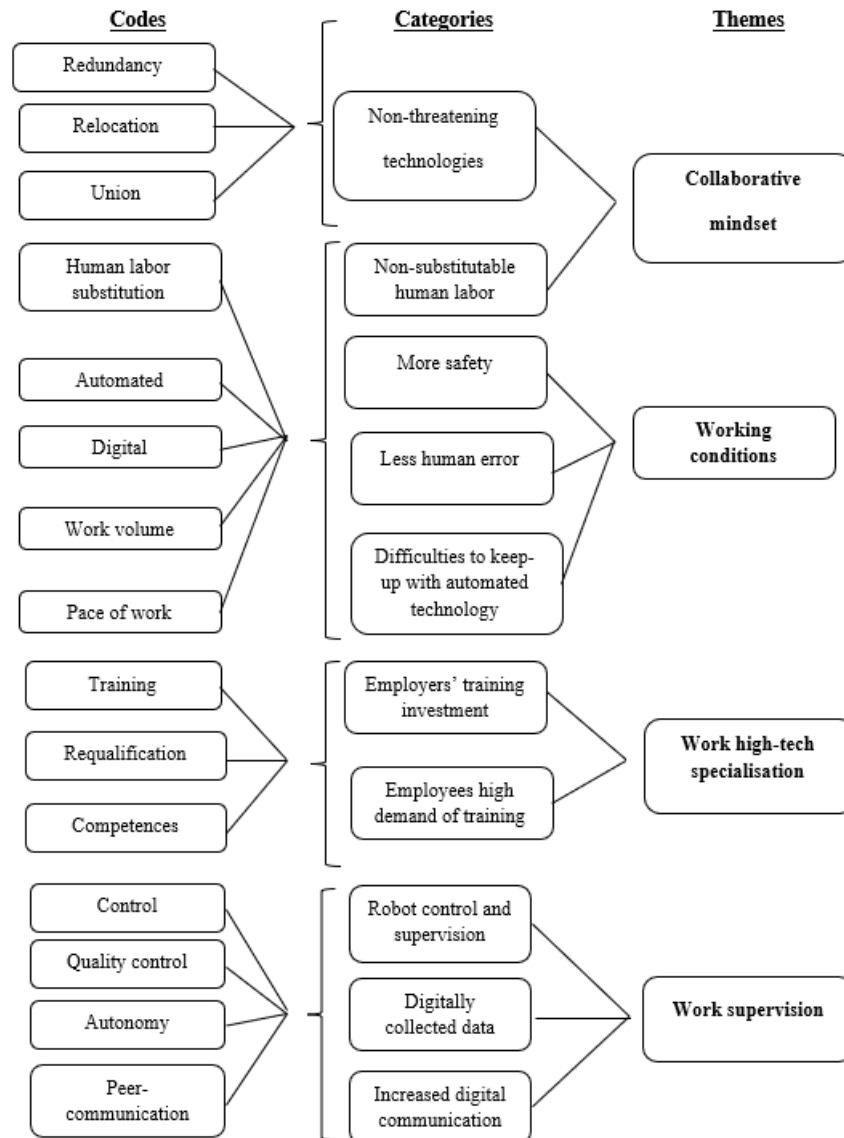 Codes
Categories
Themes
Redundancy
Relocation
Union
Non-threatening
technologies
Collaborative
mindset
Human labor
substitution
Automated
Digital
Work volume
Pace of work
Non-substitutable
human labor
More safety
Less human error
Difficulties to keep-
up with automated
technology
Working
conditions
Training
Requalification
Competences
Employers’ training
investment
Employees high
demand of training
Work high-tech
specialisation
Control
Quality control
Autonomy
Peer-
communication
Robot control and
supervision
Digitally
collected data
Increased digital
communication
Work supervision